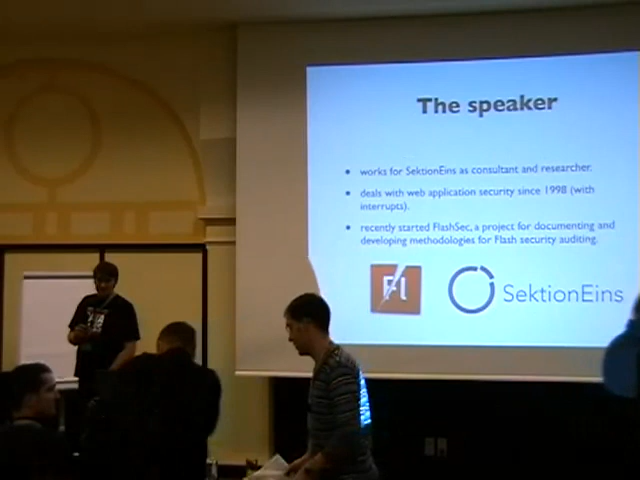 The speaker
• works for SektionEins as consultant and researcher.
• deals with web application security since 1998 (with
interrupts).
• recently started FlashSec, a project for documenting and
developing methodologies for Flash security auditing.
Fl
SektionEins